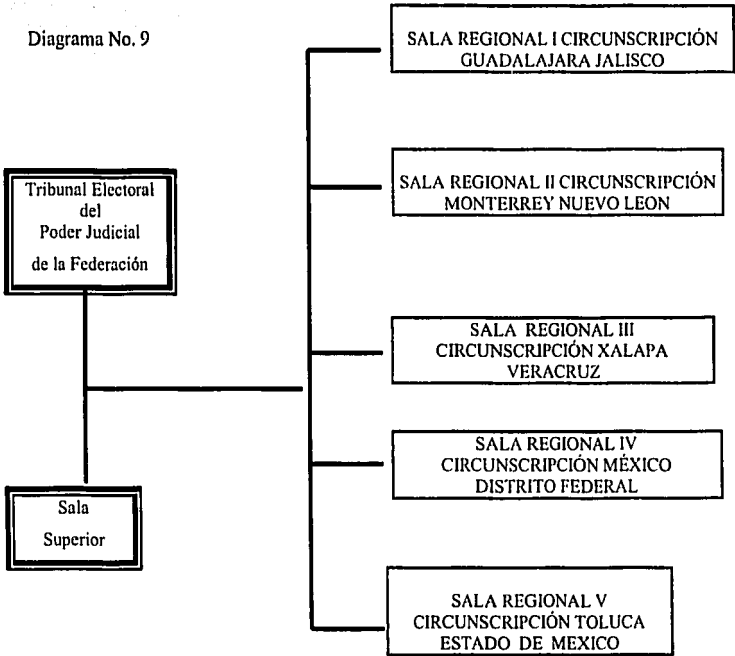 Diagrama No. 9
SALA REGIONAL I CIRCUNSCRIPCIÓN
GUADALAJARA JALISCO
Tribunal Electoral
del
Poder Judicial
de la Federación
SALA REGIONAL II CIRCUNSCRIPCIÓN
MONTERREY NUEVO LEON
SALA REGIONAL III
CIRCUNSCRIPCIÓN XALAPA
VERACRUZ
SALA REGIONAL IV
CIRCUNSCRIPCIÓN MÉXICO
DISTRITO FEDERAL
Sala
Superior
SALA REGIONAL V
CIRCUNSCRIPCIÓN TOLUCA
ESTADO DE MEXICO